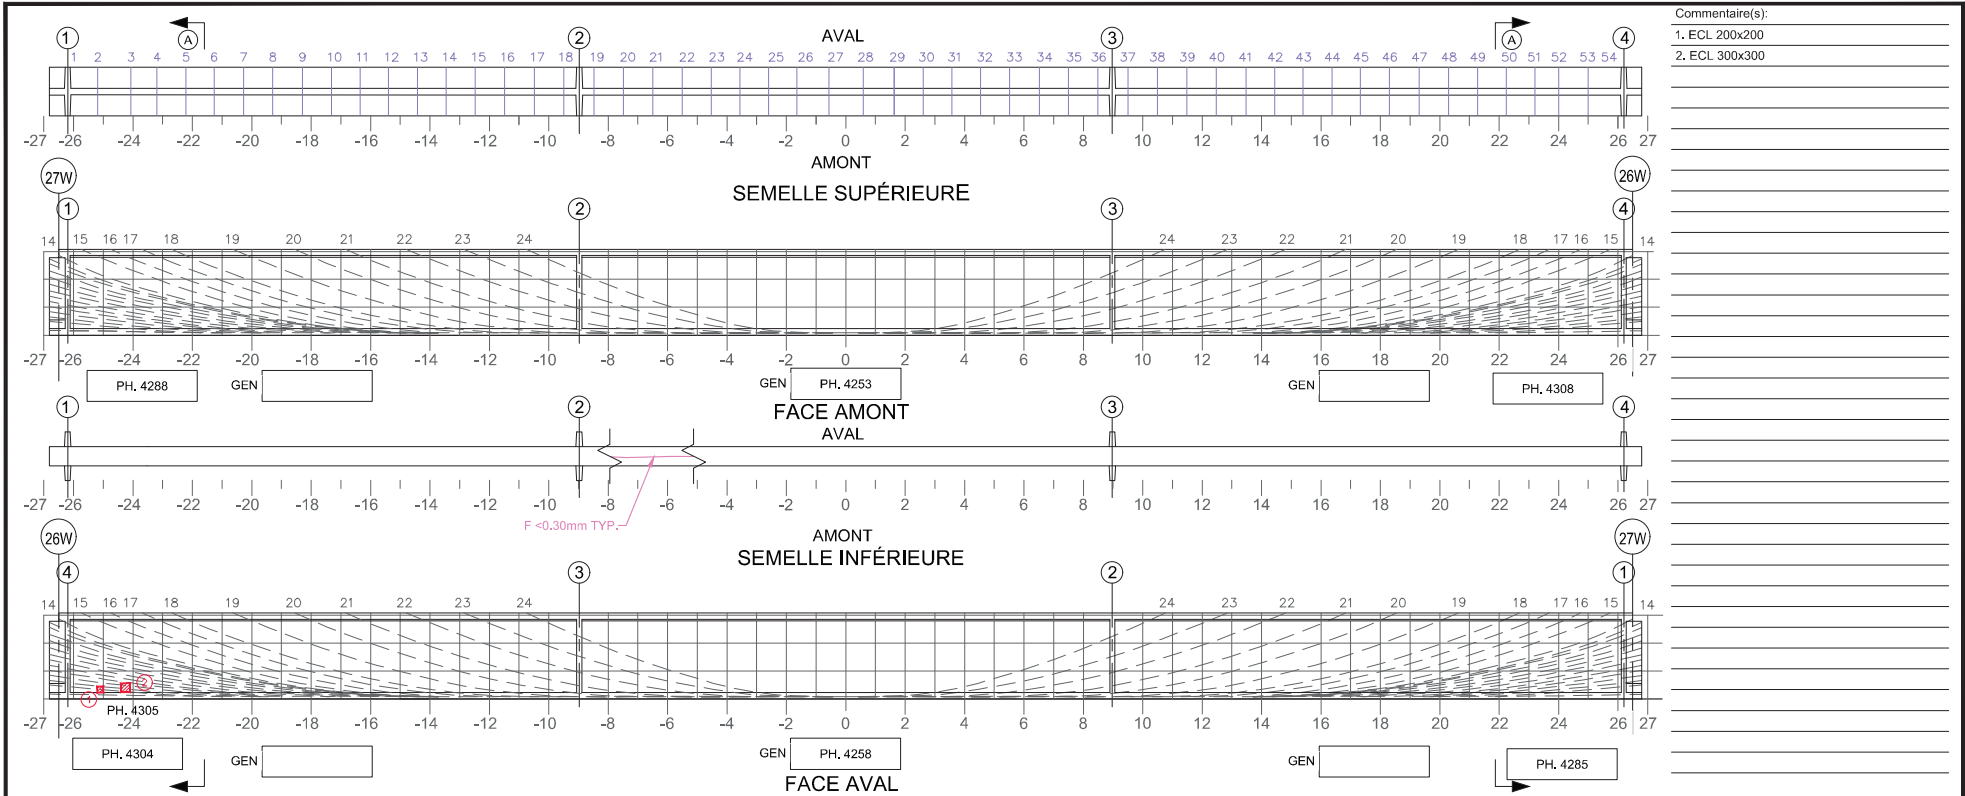 Commentaire(s):
1. ECL 200x200
2. ECL 300x300
A A
1 2 3 4
AVAL
1 2 3 4 5 6 7 8 9 10 11 12 13 14 15 16 17 18 19 20 21 22 23 24 25 26 27 28 29 30 31 32 33 34 35 36 37 38 39 40 41 42 43 44 45 46 47 48 49 50 51 52 53 54
-27 -26 -24 -22 -20 -18 -16 -14 -12 -10 -8 -6 -4 -2 0 2 4 6 8 10 12 14 16 18 20 22 24 26 27
AMONT
SEMELLE SUPÉRIEURE
27W 26W
1 2 3 4
14 15 16 17 18 19 20 21 22 23 24 24 23 22 21 20 19 18 17 16 15 14
-27 -26 -24 -22 -20 -18 -16 -14 -12 -10 -8 -6 -4 -2 0 2 4 6 8 10 12 14 16 18 20 22 24 26 27
PH. 4288 GEN GEN PH. 4253 GEN PH. 4308
FACE AMONT
1 2 3 4
AVAL
-27 -26 -24 -22 -20 -18 -16 -14 -12 -10 -8 -6 -4 -2 0 2 4 6 8 10 12 14 16 18 20 22 24 26 27
F <0.30mm TYP.
AMONT
SEMELLE INFÉRIEURE
26W 27W
4 3 2 1
14 15 16 17 18 19 20 21 22 23 24 24 23 22 21 20 19 18 17 16 15 14
1 2
PH. 4305
-27 -26 -24 -22 -20 -18 -16 -14 -12 -10 -8 -6 -4 -2 0 2 4 6 8 10 12 14 16 18 20 22 24 26 27
PH. 4304 GEN GEN PH. 4258 GEN PH. 4285
FACE AVAL